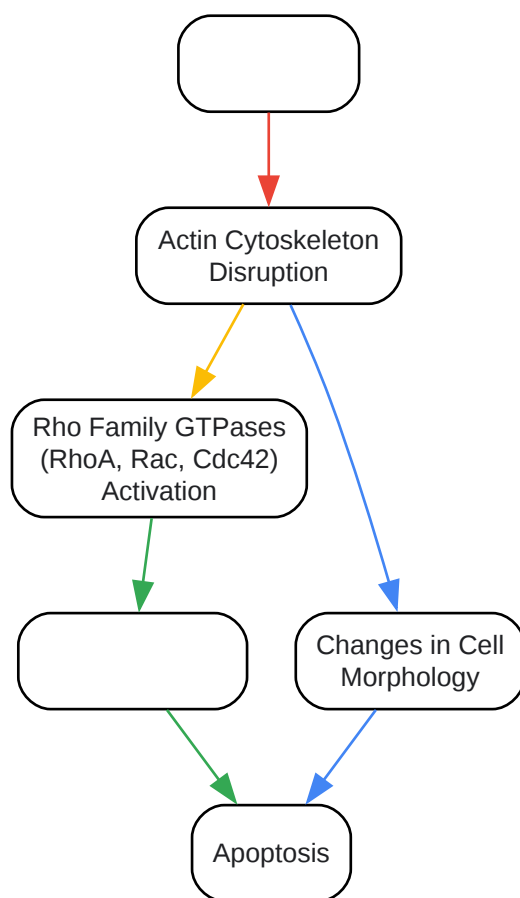 Actin Cytoskeleton
Disruption
Rho Family GTPases
(RhoA, Rac, Cdc42)
Activation
Changes in Cell
Morphology
Apoptosis